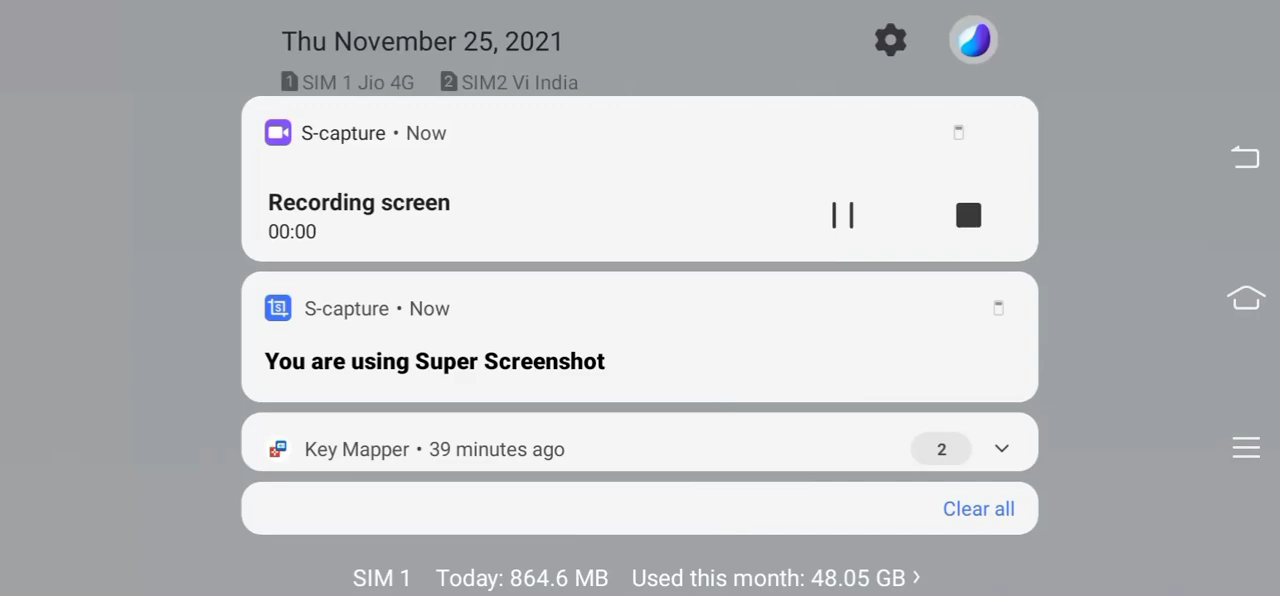 Thu November 25, 2021
1 SIM 1 Jio 4G 2 SIM2 Vi India
S-capture • Now
Recording screen
00:00
S-capture • Now
You are using Super Screenshot
Key Mapper • 39 minutes ago 2
Clear all
SIM 1 Today: 864.6 MB Used this month: 48.05 GB ›